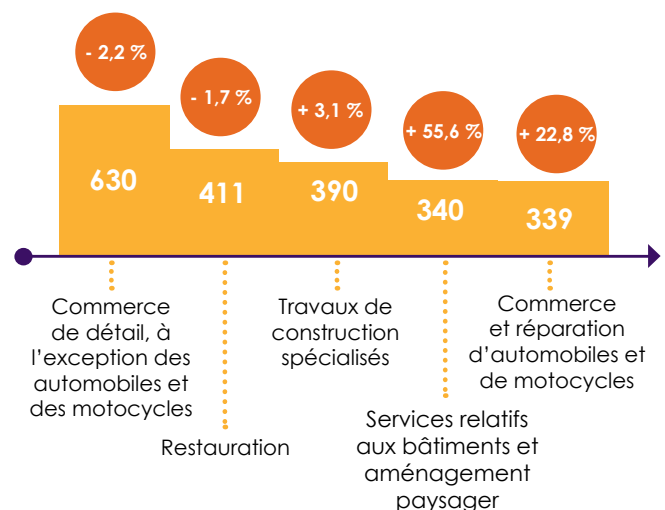 - 2,2 %
- 1,7 %
+ 3,1 %
+ 55,6 %
+ 22,8 %
630
411
390
340
339
Commerce
de détail, à
l'exception des
automobiles et
des motocycles
Restauration
Travaux de
construction
spécialisés
Services relatifs
aux bâtiments et
aménagement
paysager
Commerce
et réparation
d'automobiles et
de motocycles